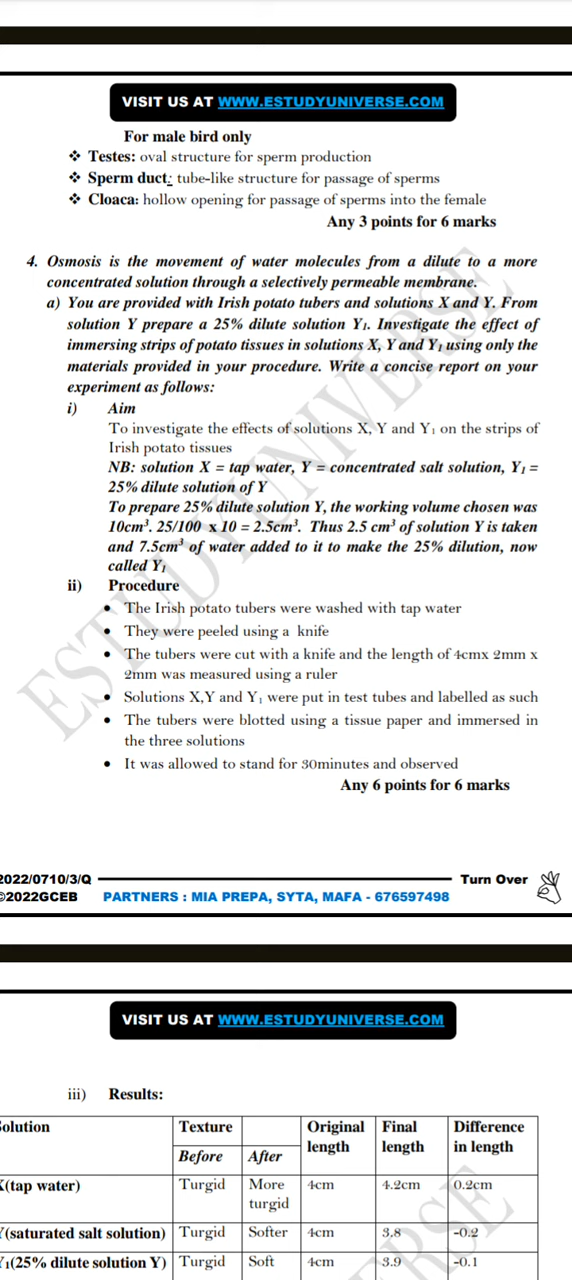 VISIT US AT WWW.ESTUDYUNIVERSE.COM
For male bird only
❖ Testes: oval structure for sperm production
❖ Sperm duct: tube-like structure for passage of sperms
❖ Cloaca: hollow opening for passage of sperms into the female
Any 3 points for 6 marks
4. Osmosis is the movement of water molecules from a dilute to a more
concentrated solution through a selectively permeable membrane.
a) You are provided with Irish potato tubers and solutions X and Y. From
solution Y prepare a 25% dilute solution Y₁. Investigate the effect of
immersing strips of potato tissues in solutions X, Y and Y₁ using only the
materials provided in your procedure. Write a concise report on your
experiment as follows:
i) Aim
To investigate the effects of solutions X, Y and Y₁ on the strips of
Irish potato tissues
NB: solution X = tap water, Y = concentrated salt solution, Y₁ =
25% dilute solution of Y
To prepare 25% dilute solution Y, the working volume chosen was
10cm³. 25/100 x 10 = 2.5cm³. Thus 2.5 cm³ of solution Y is taken
and 7.5cm³ of water added to it to make the 25% dilution, now
called Y₁
ii) Procedure
• The Irish potato tubers were washed with tap water
• They were peeled using a knife
• The tubers were cut with a knife and the length of 4cmx 2mm x
2mm was measured using a ruler
• Solutions X,Y and Y₁ were put in test tubes and labelled as such
• The tubers were blotted using a tissue paper and immersed in
the three solutions
• It was allowed to stand for 30minutes and observed
Any 6 points for 6 marks
ESTUDYUNIVERSE
2022/0710/3/Q Turn Over
©2022GCEB PARTNERS : MIA PREPA, SYTA, MAFA - 676597498
VISIT US AT WWW.ESTUDYUNIVERSE.COM
iii) Results:
Solution Texture Original length Final length Difference in length
Before After
X(tap water) Turgid More turgid 4cm 4.2cm 0.2cm
Y(saturated salt solution) Turgid Softer 4cm 3.8 -0.2
Y₁(25% dilute solution Y) Turgid Soft 4cm 3.9 -0.1